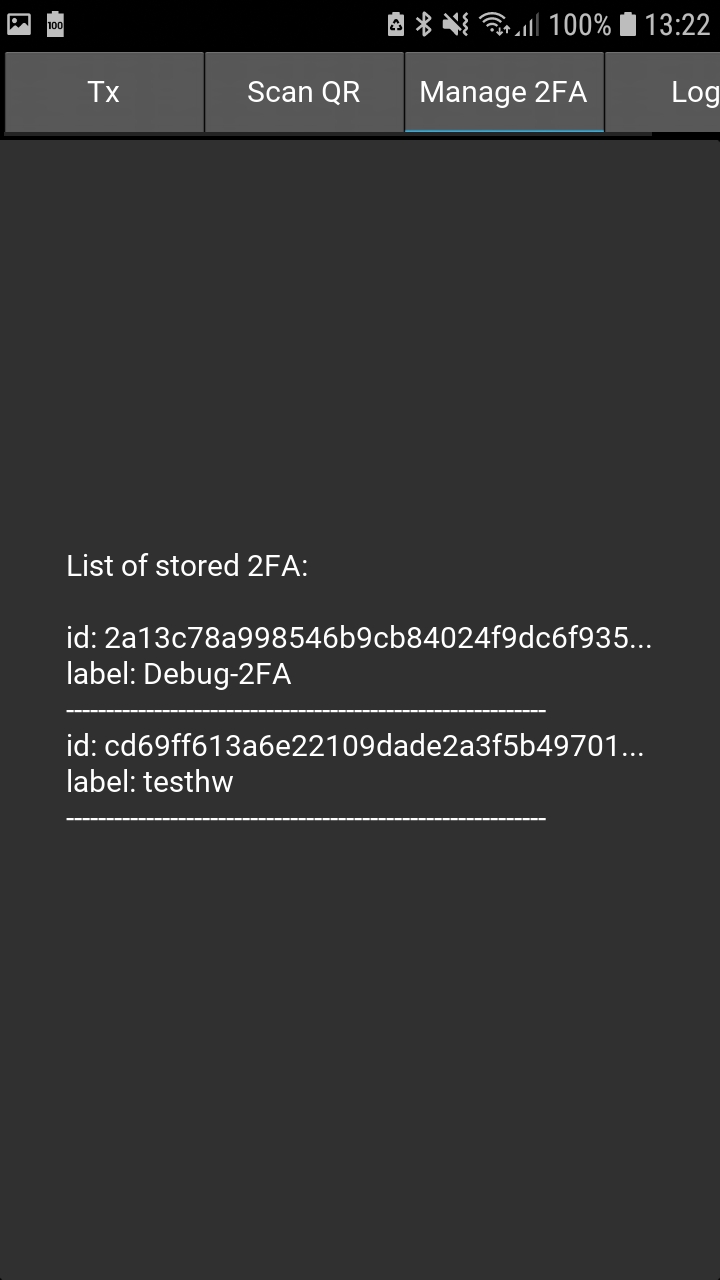 100 100% 13:22
Tx Scan QR Manage 2FA Log
List of stored 2FA:
id: 2a13c78a998546b9cb84024f9dc6f935...
label: Debug-2FA
------------------------------------------------------------
id: cd69ff613a6e22109dade2a3f5b49701...
label: testhw
------------------------------------------------------------